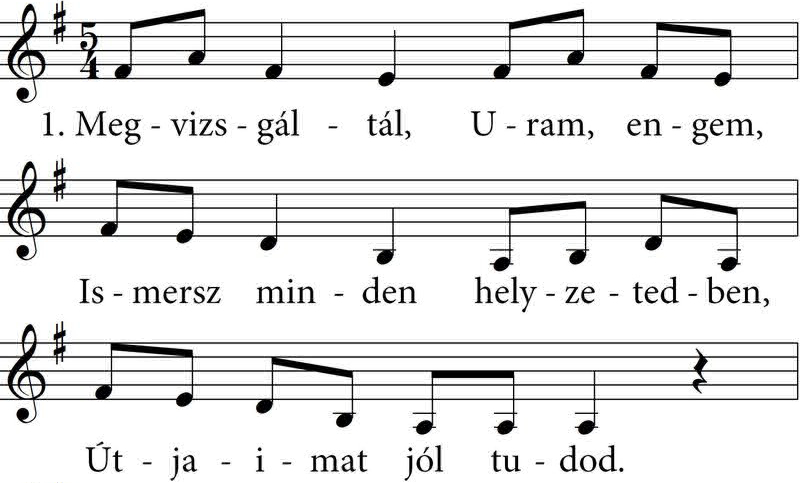 5
4
1. Meg - vizs - gál - tál, U - ram, en - gem,
Is - mersz min - den hely - ze - ted - ben,
Út - ja - i - mat jól tu - dod.